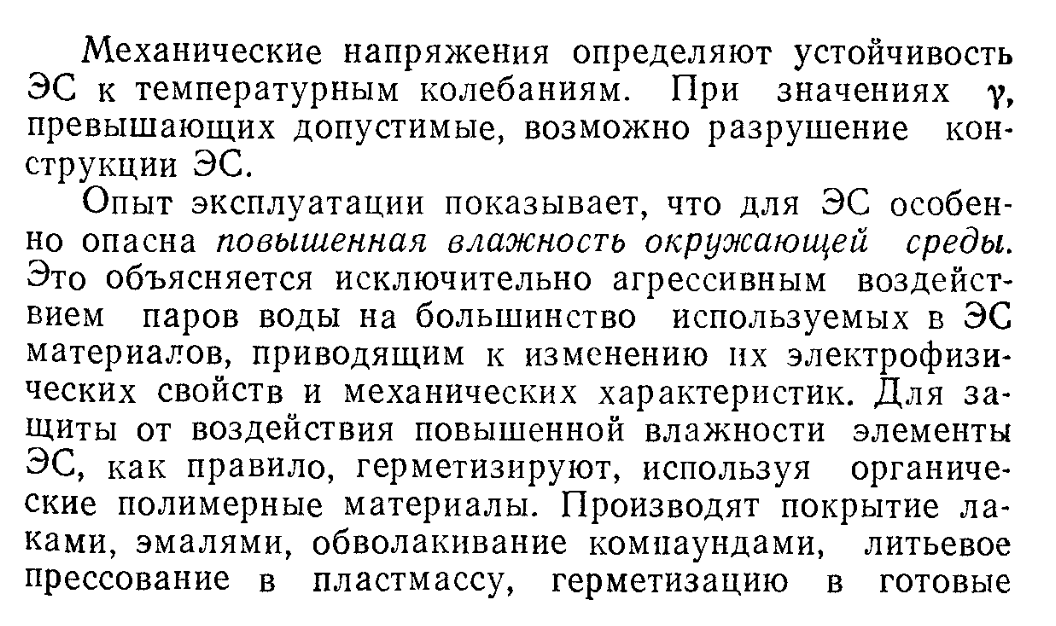 Механические напряжения определяют устойчивость
ЭС к температурным колебаниям. При значениях γ,
превышающих допустимые, возможно разрушение кон-
струкции ЭС.
Опыт эксплуатации показывает, что для ЭС особен-
но опасна повышенная влажность окружающей среды.
Это объясняется исключительно агрессивным воздейст-
вием паров воды на большинство используемых в ЭС
материалов, приводящим к изменению их электрофизи-
ческих свойств и механических характеристик. Для за-
щиты от воздействия повышенной влажности элементы
ЭС, как правило, герметизируют, используя органиче-
ские полимерные материалы. Производят покрытие ла-
ками, эмалями, обволакивание компаундами, литьевое
прессование в пластмассу, герметизацию в готовые